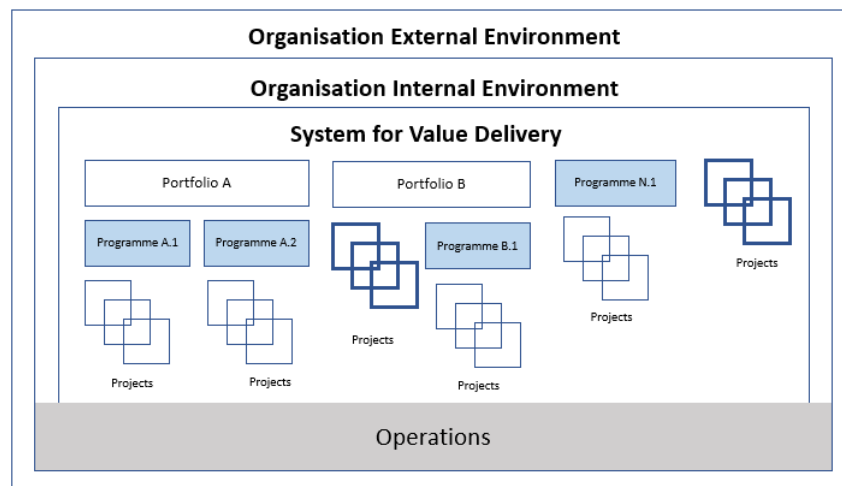 Organisation External Environment
Organisation Internal Environment
System for Value Delivery
Portfolio A
Portfolio B
Programme N.1
Programme A.1
Programme A.2
Programme B.1
Projects
Projects
Projects
Projects
Projects
Projects
Operations